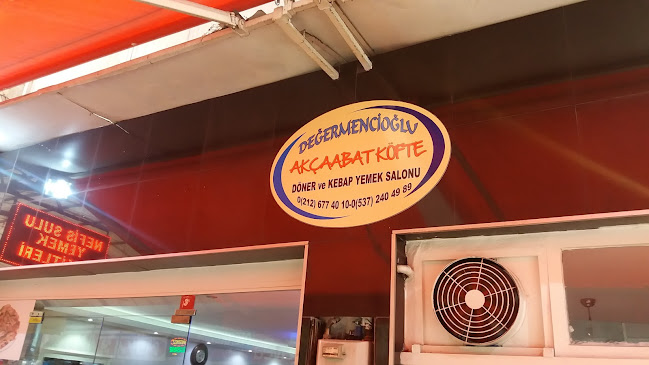 DEĞERMENCİOĞLU
AKÇAABAT KÖFTE
DÖNER ve KEBAP YEMEK SALONU
0(212) 677 40 10-0(537) 240 49 89
NEFİS SULU
YEMEK